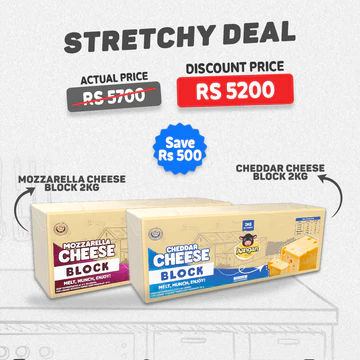 STRETCHY DEAL
ACTUAL PRICE
RS 5700
DISCOUNT PRICE
RS 5200
Save
Rs 500
MOZZARELLA CHEESE
BLOCK 2KG
CHEDDAR CHEESE
BLOCK 2KG
MOZZARELLA
CHEESE
BLOCK
MELT, MUNCH, ENJOY!
CHEDDAR
CHEESE
BLOCK
MELT, MUNCH, ENJOY!